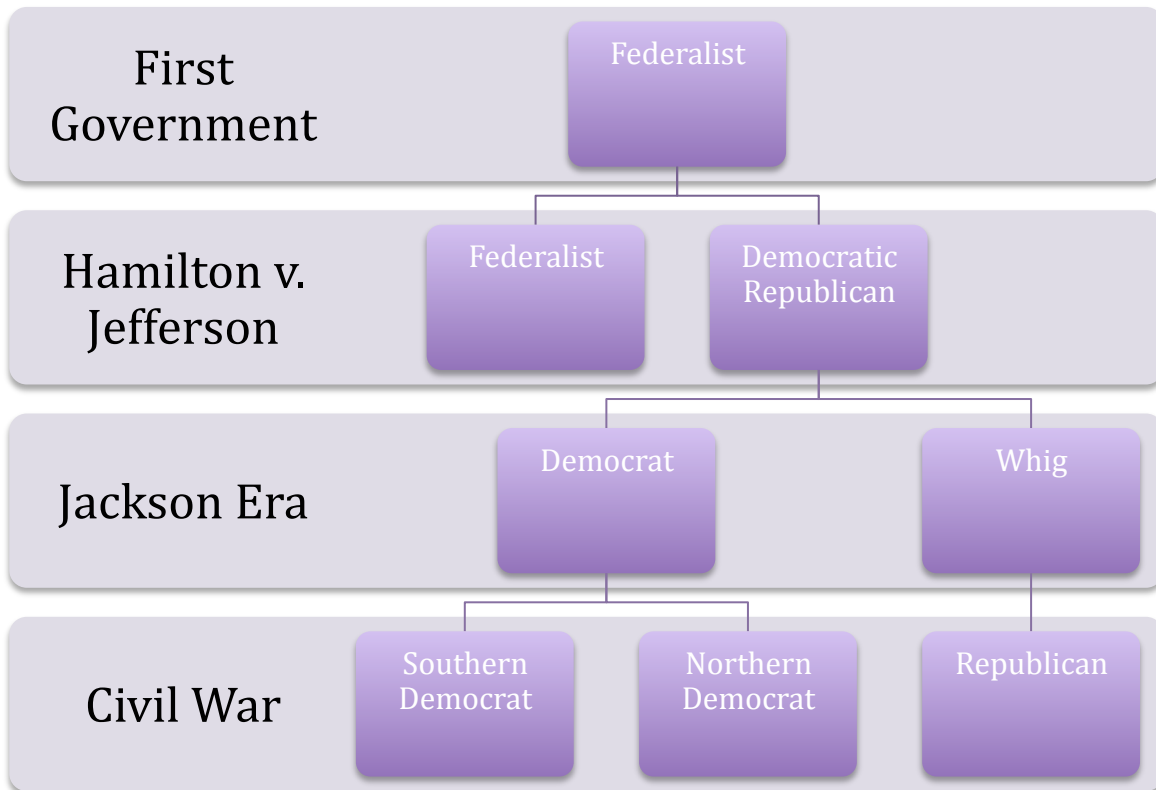 First
Government
Federalist
Hamilton v.
Jefferson
Federalist
Democratic
Republican
Jackson Era
Democrat
Whig
Civil War
Southern
Democrat
Northern
Democrat
Republican